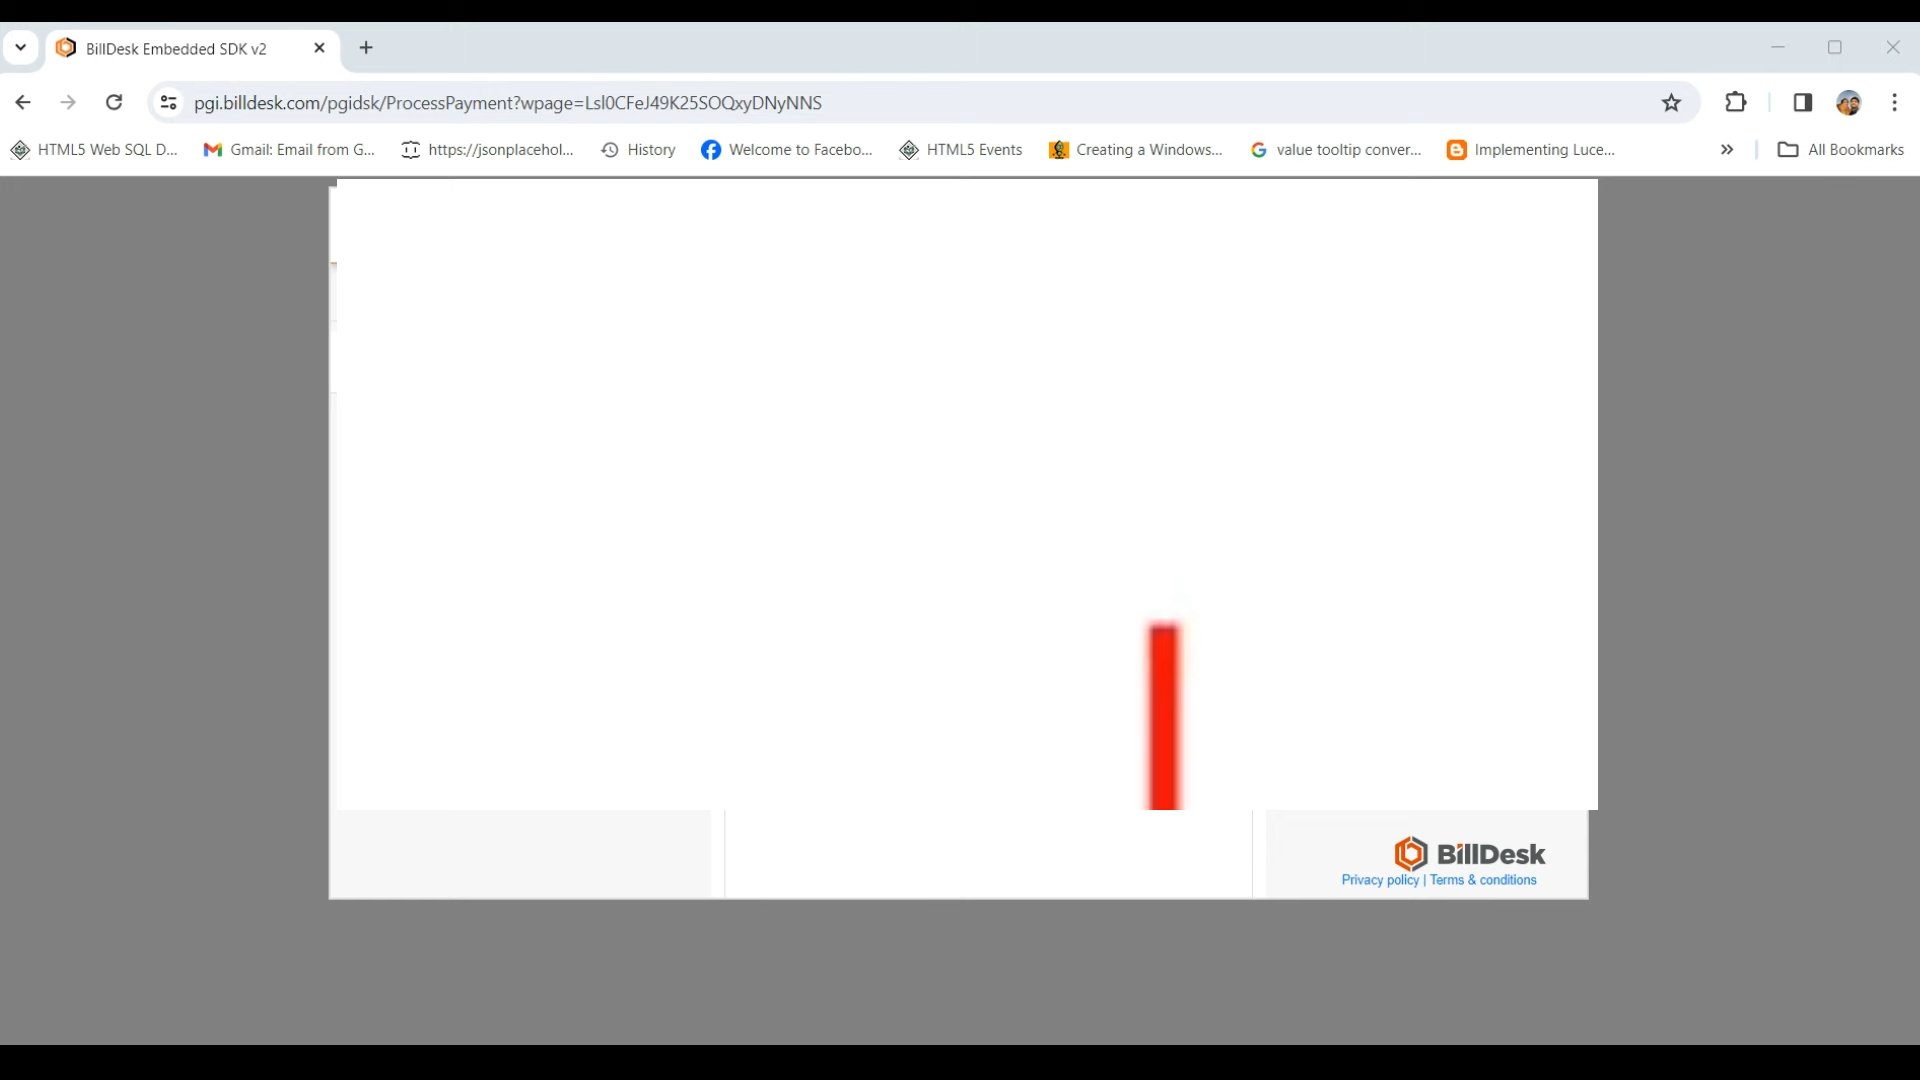 BillDesk Embedded SDK v2
pgi.billdesk.com/pgidsk/ProcessPayment?wpage=Lsl0CFeJ49K25SOQxyDNyNNS
HTML5 Web SQL D... Gmail: Email from G... https://jsonplacehol... History Welcome to Facebo... HTML5 Events Creating a Windows... value tooltip conver... Implementing Luce... » All Bookmarks
BillDesk
Privacy policy | Terms & conditions